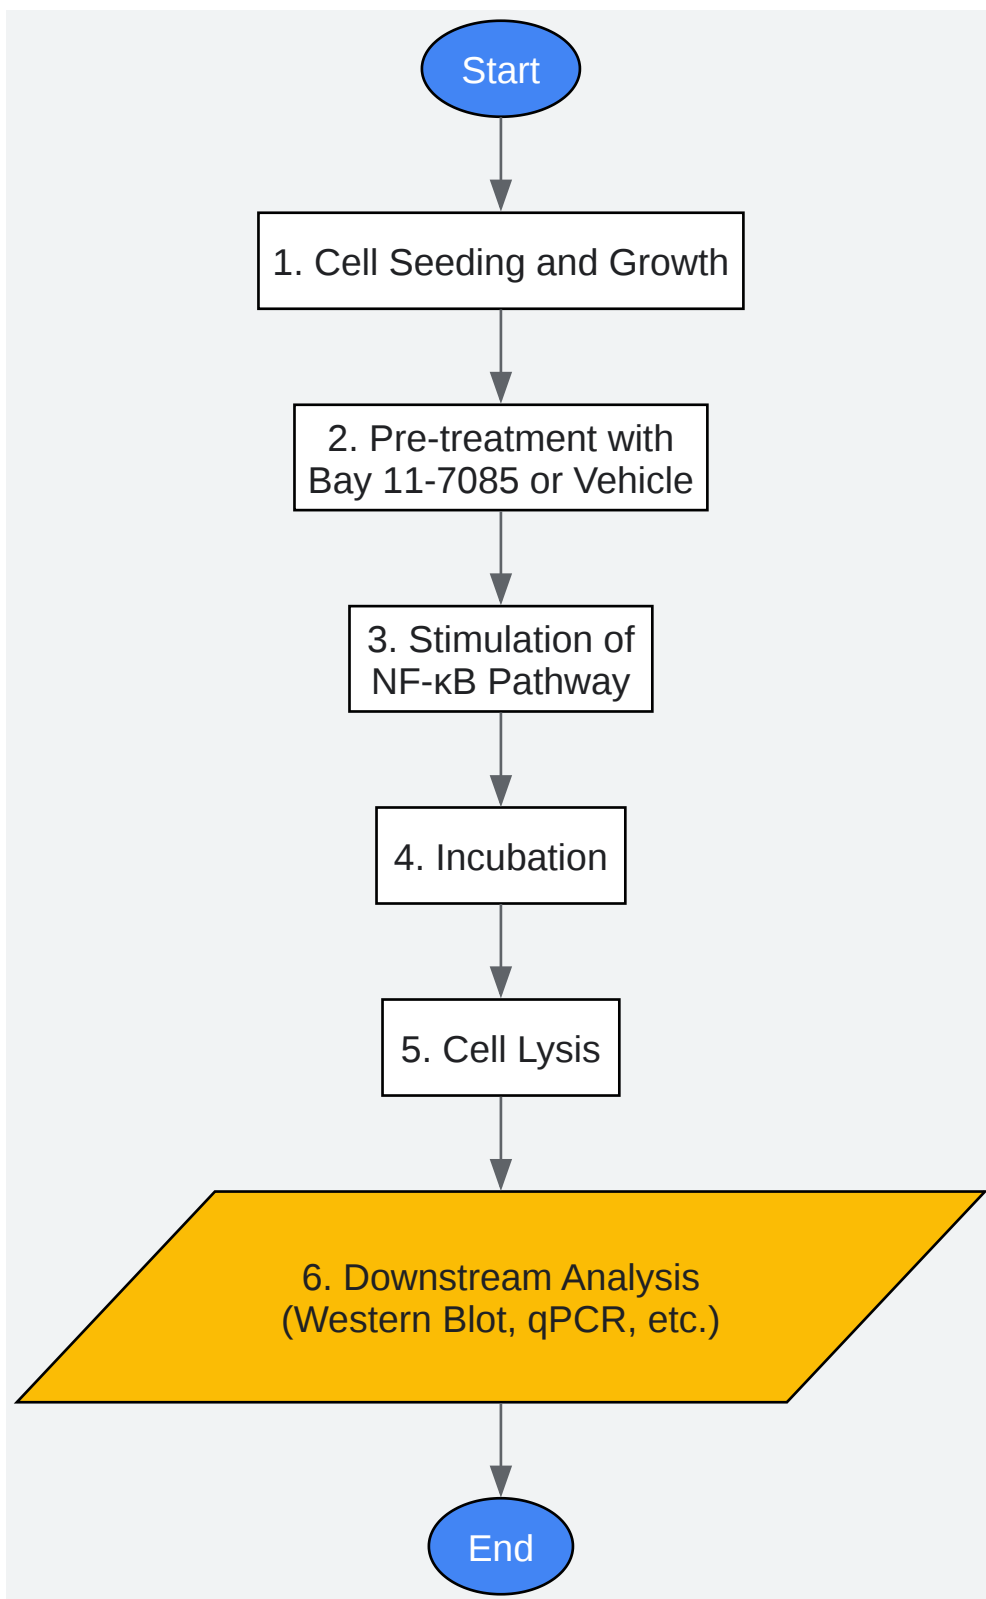 Start
1. Cell Seeding and Growth
2. Pre-treatment with
Bay 11-7085 or Vehicle
3. Stimulation of
NF-κB Pathway
4. Incubation
5. Cell Lysis
6. Downstream Analysis
(Western Blot, qPCR, etc.)
End